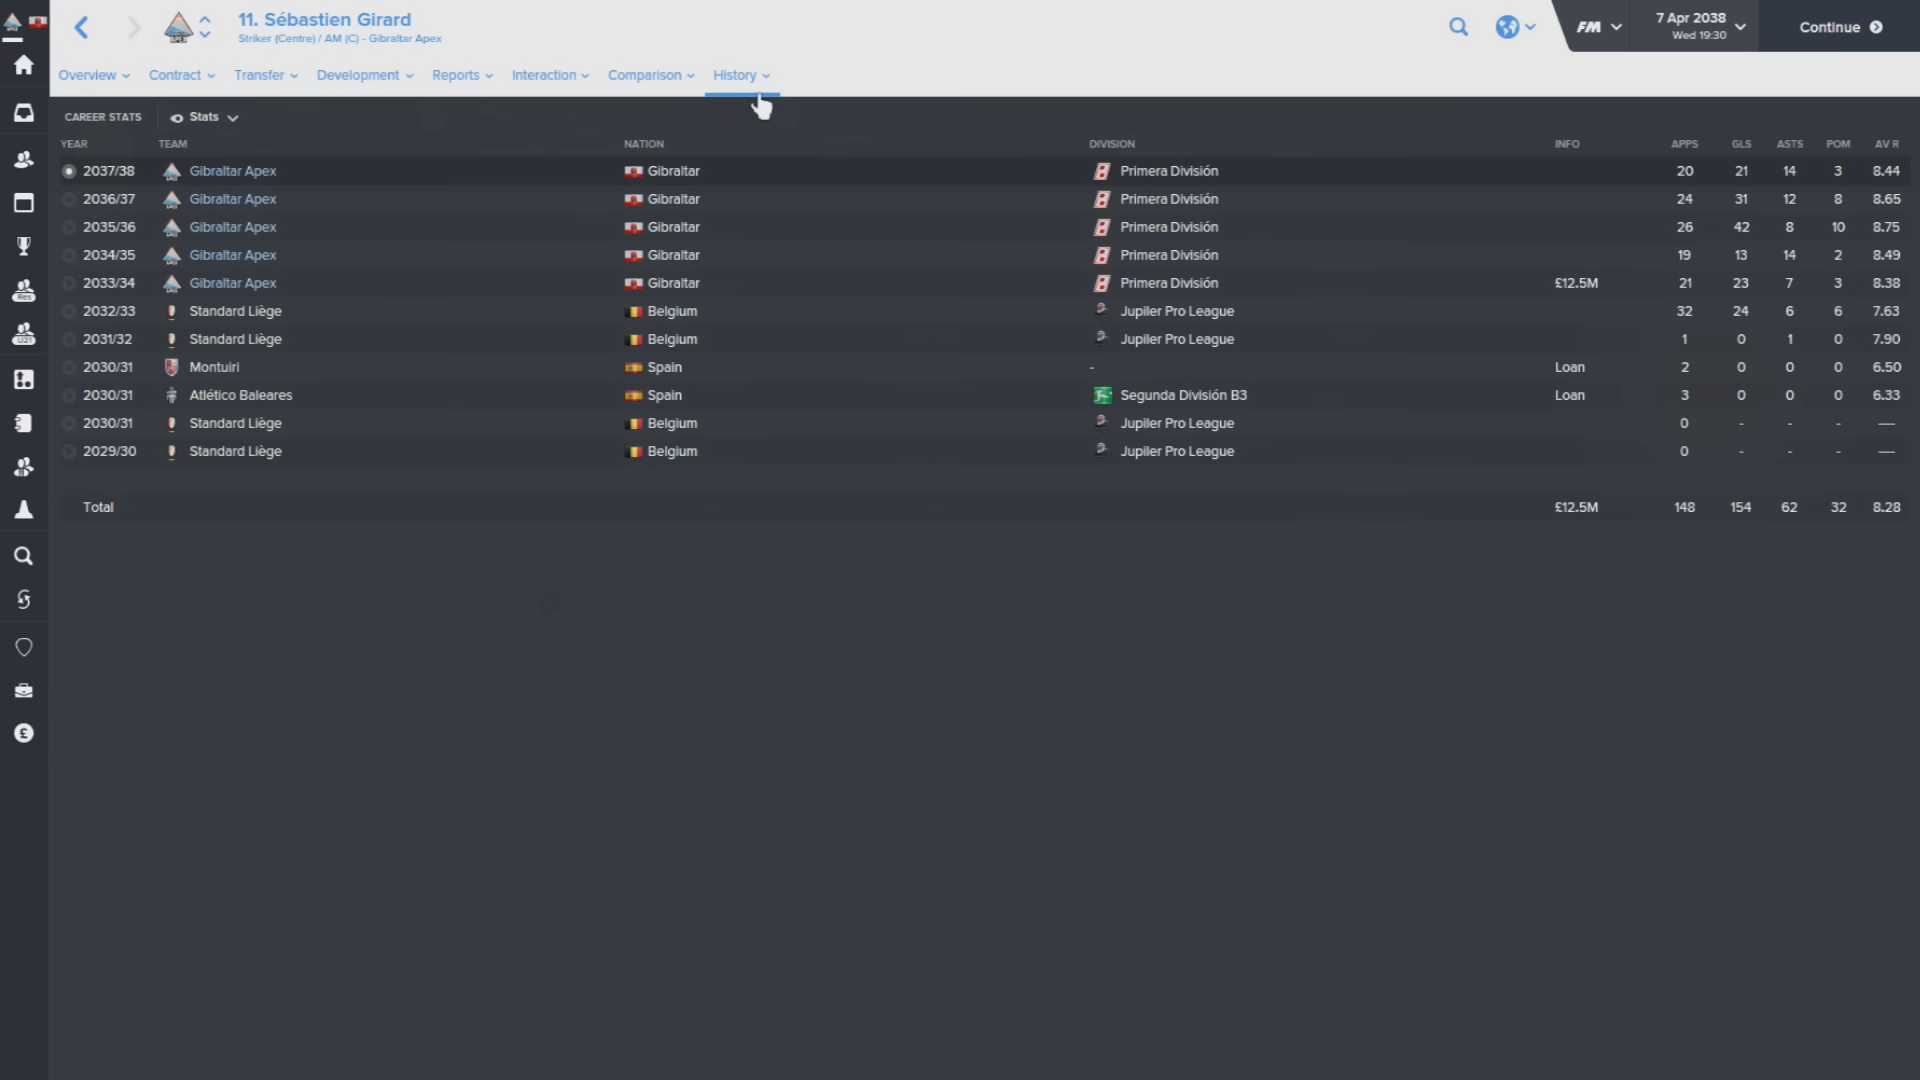 11. Sébastien Girard
Striker (Centre) / AM (C) - Gibraltar Apex
FM
7 Apr 2038
Wed 19:30
Continue
Overview Contract Transfer Development Reports Interaction Comparison History
CAREER STATS Stats
YEAR TEAM NATION DIVISION INFO APPS GLS ASTS POM AV R
2037/38 Gibraltar Apex Gibraltar Primera División 20 21 14 3 8.44
2036/37 Gibraltar Apex Gibraltar Primera División 24 31 12 8 8.65
2035/36 Gibraltar Apex Gibraltar Primera División 26 42 8 10 8.75
2034/35 Gibraltar Apex Gibraltar Primera División 19 13 14 2 8.49
2033/34 Gibraltar Apex Gibraltar Primera División £12.5M 21 23 7 3 8.38
2032/33 Standard Liège Belgium Jupiler Pro League 32 24 6 6 7.63
2031/32 Standard Liège Belgium Jupiler Pro League 1 0 1 0 7.90
2030/31 Montuiri Spain - Loan 2 0 0 0 6.50
2030/31 Atlético Baleares Spain Segunda División B3 Loan 3 0 0 0 6.33
2030/31 Standard Liège Belgium Jupiler Pro League 0 - - - —
2029/30 Standard Liège Belgium Jupiler Pro League 0 - - - —
Total £12.5M 148 154 62 32 8.28